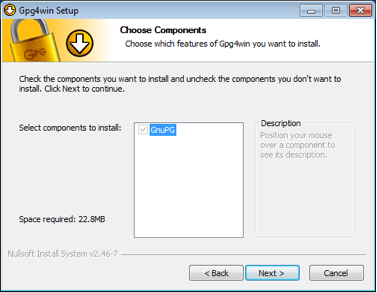 Gpg4win Setup
Choose Components
Choose which features of Gpg4win you want to install.
GPG
Check the components you want to install and uncheck the components you don't want to
install. Click Next to continue.
Select components to install:
GnuPG
Description
Position your mouse
over a component to
see its description.
Space required: 22.8MB
Nullsoft Install System v2.46-7
< Back
Next >
Cancel